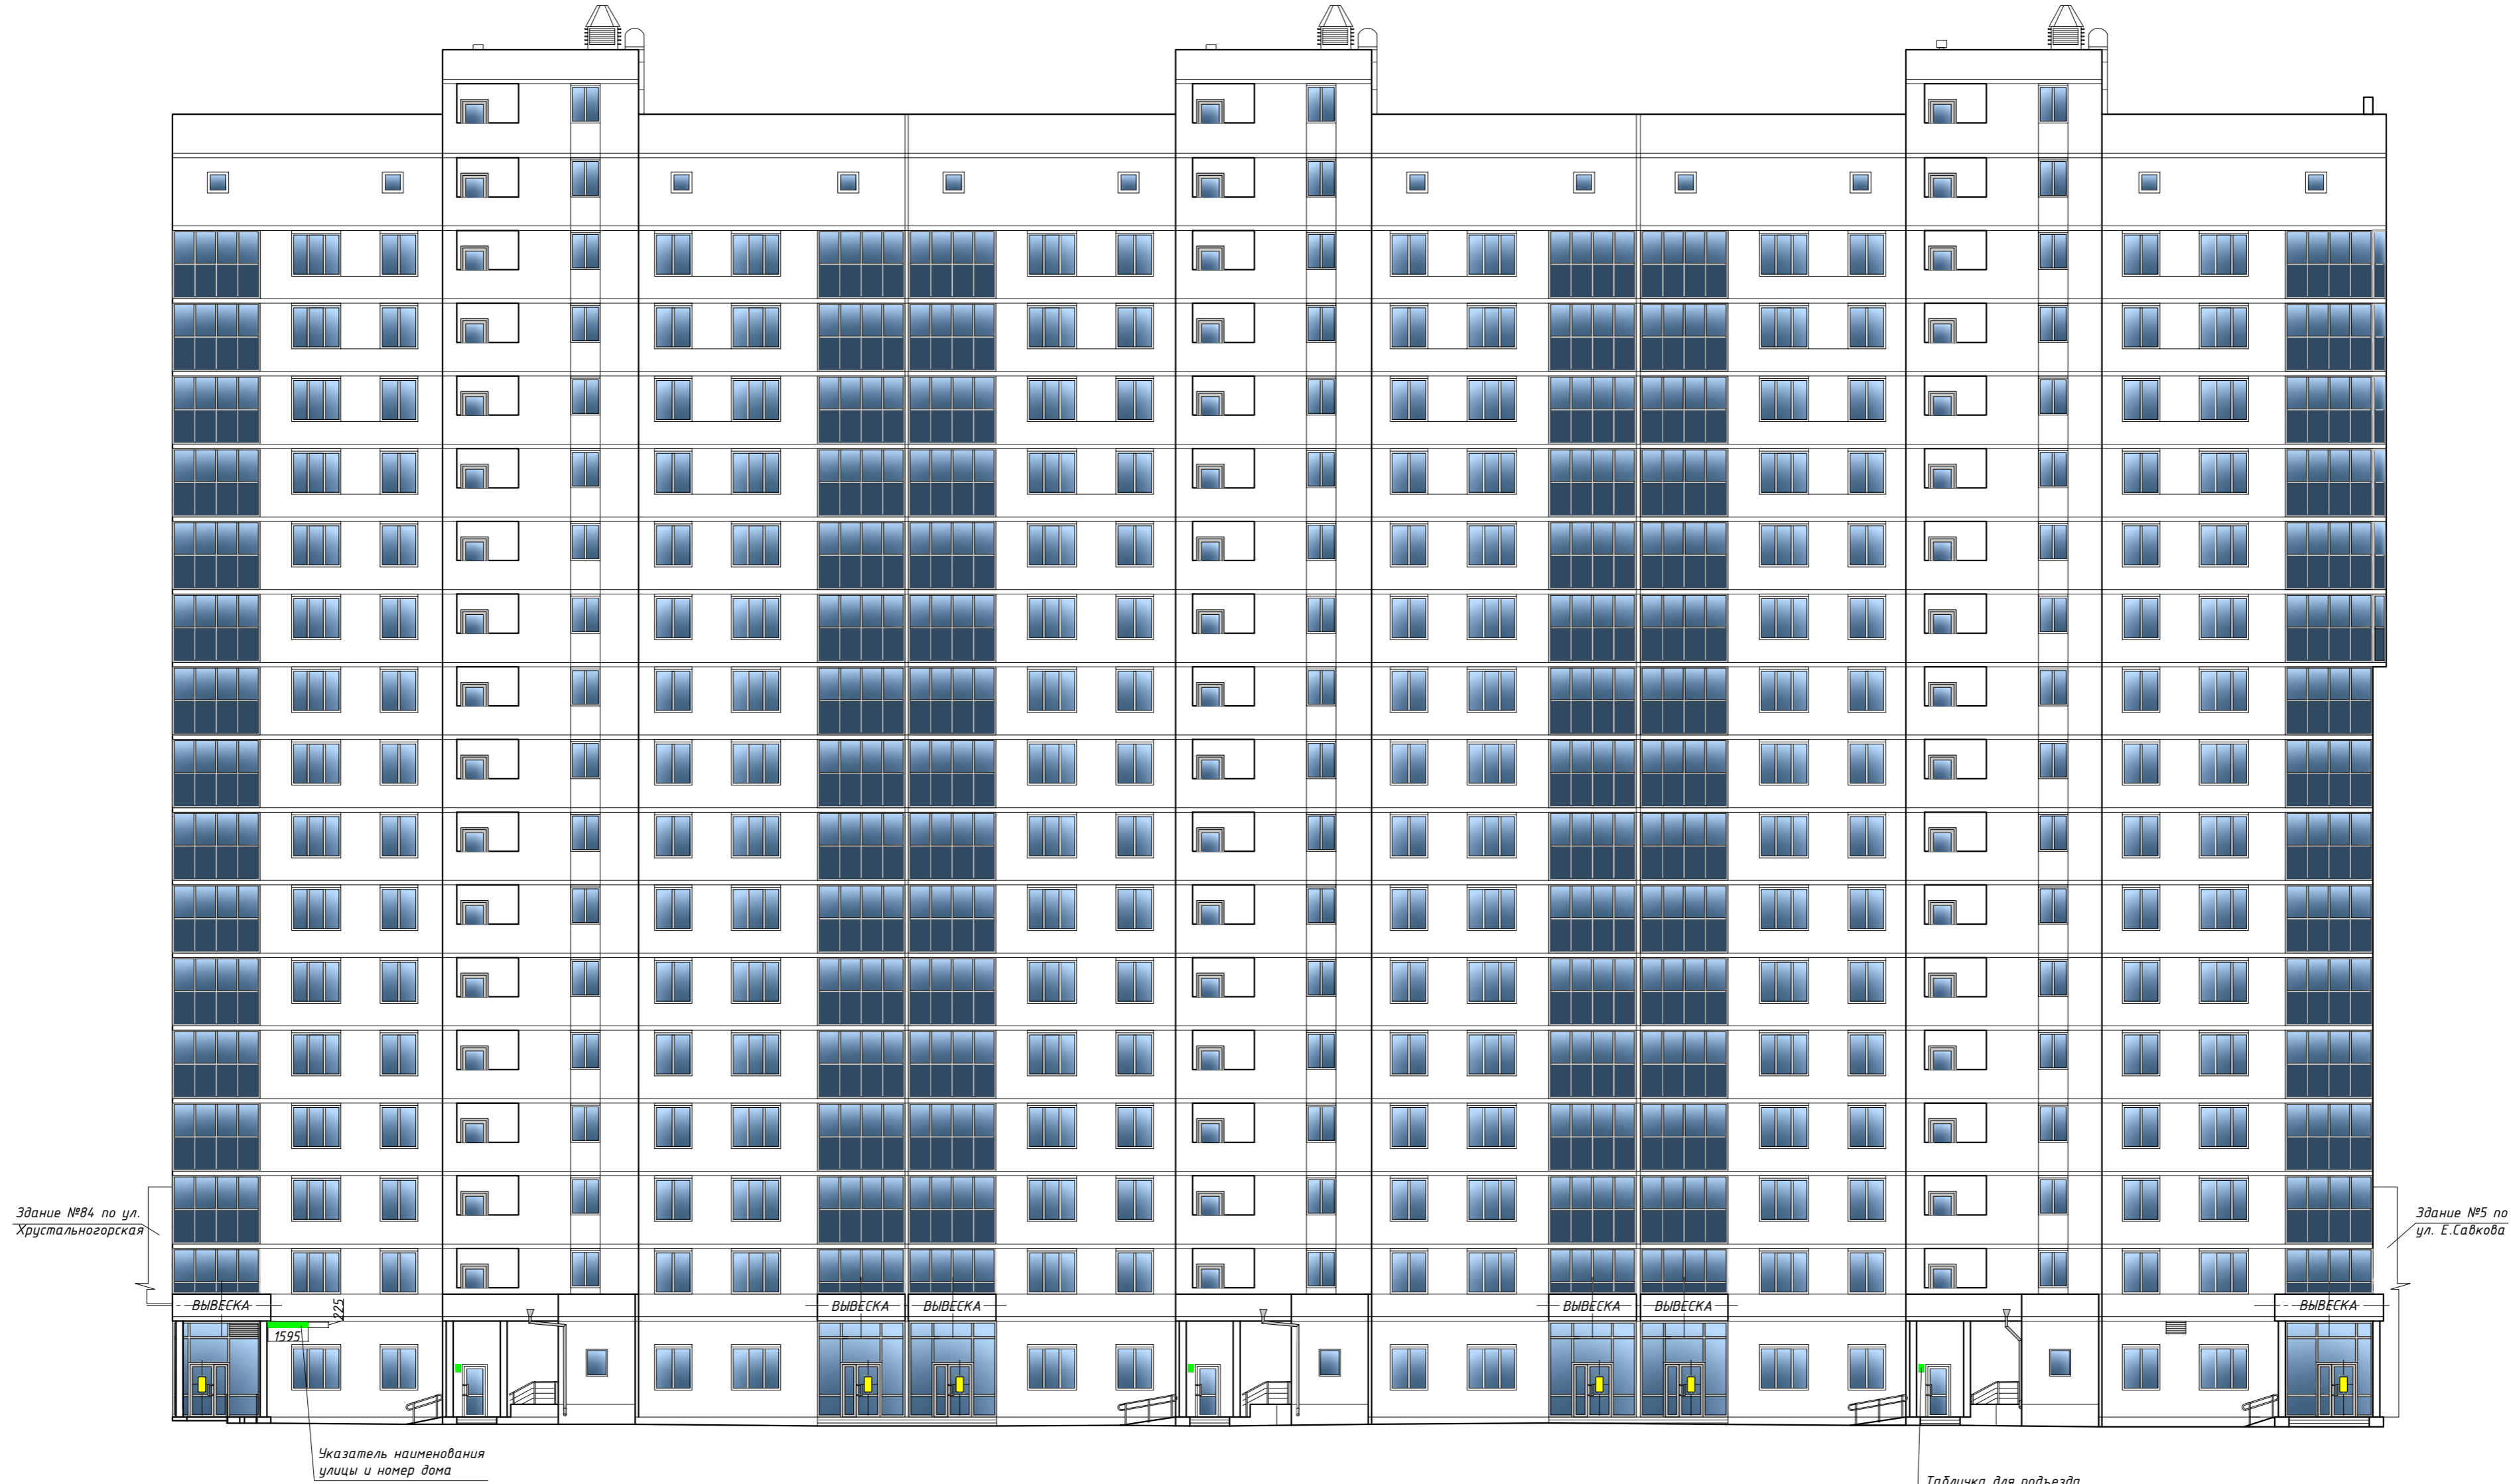 Здание №84 по ул.
Хрустальногорская
Здание №5 по
ул. Е.Савкова
ВЫВЕСКА
ВЫВЕСКА
ВЫВЕСКА
ВЫВЕСКА
ВЫВЕСКА
ВЫВЕСКА
225
1595
Указатель наименования
улицы и номер дома
Табличка для подъезда